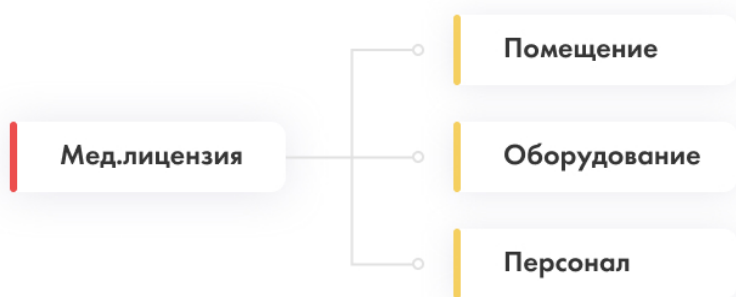 Помещение
Мед.лицензия
Оборудование
Персонал